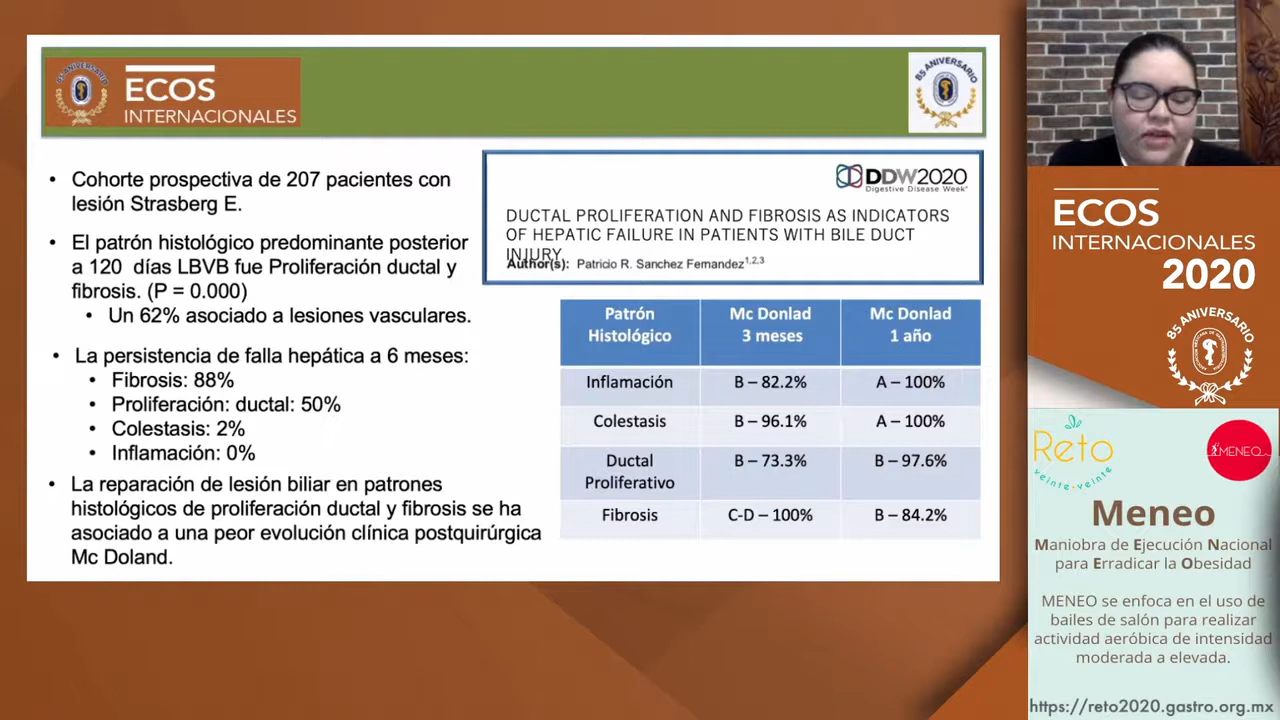 85 ANIVERSARIO
ECOS
INTERNACIONALES
85 ANIVERSARIO
• Cohorte prospectiva de 207 pacientes con
lesión Strasberg E.
• El patrón histológico predominante posterior
a 120 días LBVB fue Proliferación ductal y
fibrosis. (P = 0.000)
• Un 62% asociado a lesiones vasculares.
• La persistencia de falla hepática a 6 meses:
• Fibrosis: 88%
• Proliferación: ductal: 50%
• Colestasis: 2%
• Inflamación: 0%
• La reparación de lesión biliar en patrones
histológicos de proliferación ductal y fibrosis se ha
asociado a una peor evolución clínica postquirúrgica
Mc Doland.
DDW2020
Digestive Disease Week
DUCTAL PROLIFERATION AND FIBROSIS AS INDICATORS
OF HEPATIC FAILURE IN PATIENTS WITH BILE DUCT
INJURY
Author(s): Patricio R. Sanchez Fernandez1,2,3
Patrón Histológico Mc Donlad 3 meses Mc Donlad 1 año
Inflamación B – 82.2% A – 100%
Colestasis B – 96.1% A – 100%
Ductal Proliferativo B – 73.3% B – 97.6%
Fibrosis C-D – 100% B – 84.2%
ECOS
INTERNACIONALES
2020
85 ANIVERSARIO
Reto
veinte·veinte
MENEO
Meneo
Maniobra de Ejecución Nacional
para Erradicar la Obesidad
MENEO se enfoca en el uso de
bailes de salón para realizar
actividad aeróbica de intensidad
moderada a elevada.
https://reto2020.gastro.org.mx